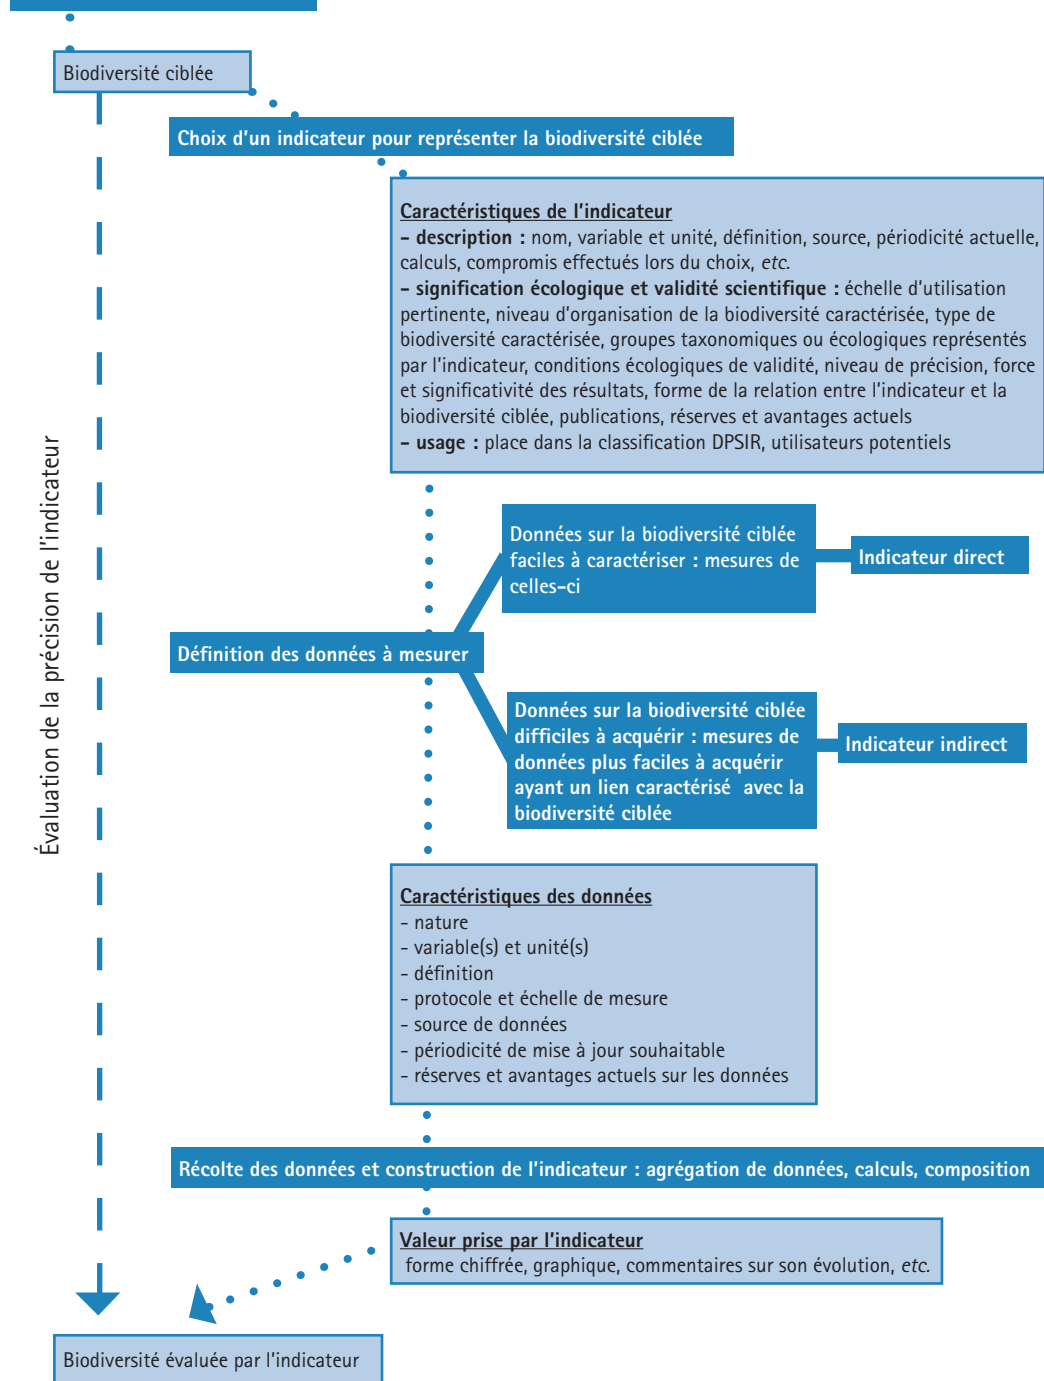 Biodiversité ciblée
Choix d'un indicateur pour représenter la biodiversité ciblée
Caractéristiques de l'indicateur
- description : nom, variable et unité, définition, source, périodicité actuelle,
calculs, compromis effectués lors du choix, etc.
- signification écologique et validité scientifique : échelle d'utilisation
pertinente, niveau d'organisation de la biodiversité caractérisée, type de
biodiversité caractérisée, groupes taxonomiques ou écologiques représentés
par l'indicateur, conditions écologiques de validité, niveau de précision, force
et significativité des résultats, forme de la relation entre l'indicateur et la
biodiversité ciblée, publications, réserves et avantages actuels
- usage : place dans la classification DPSIR, utilisateurs potentiels
Évaluation de la précision de l'indicateur
Données sur la biodiversité ciblée
faciles à caractériser : mesures de
celles-ci
Indicateur direct
Définition des données à mesurer
Données sur la biodiversité ciblée
difficiles à acquérir : mesures de
données plus faciles à acquérir
ayant un lien caractérisé avec la
biodiversité ciblée
Indicateur indirect
Caractéristiques des données
- nature
- variable(s) et unité(s)
- définition
- protocole et échelle de mesure
- source de données
- périodicité de mise à jour souhaitable
- réserves et avantages actuels sur les données
Récolte des données et construction de l'indicateur : agrégation de données, calculs, composition
Valeur prise par l'indicateur
forme chiffrée, graphique, commentaires sur son évolution, etc.
Biodiversité évaluée par l'indicateur